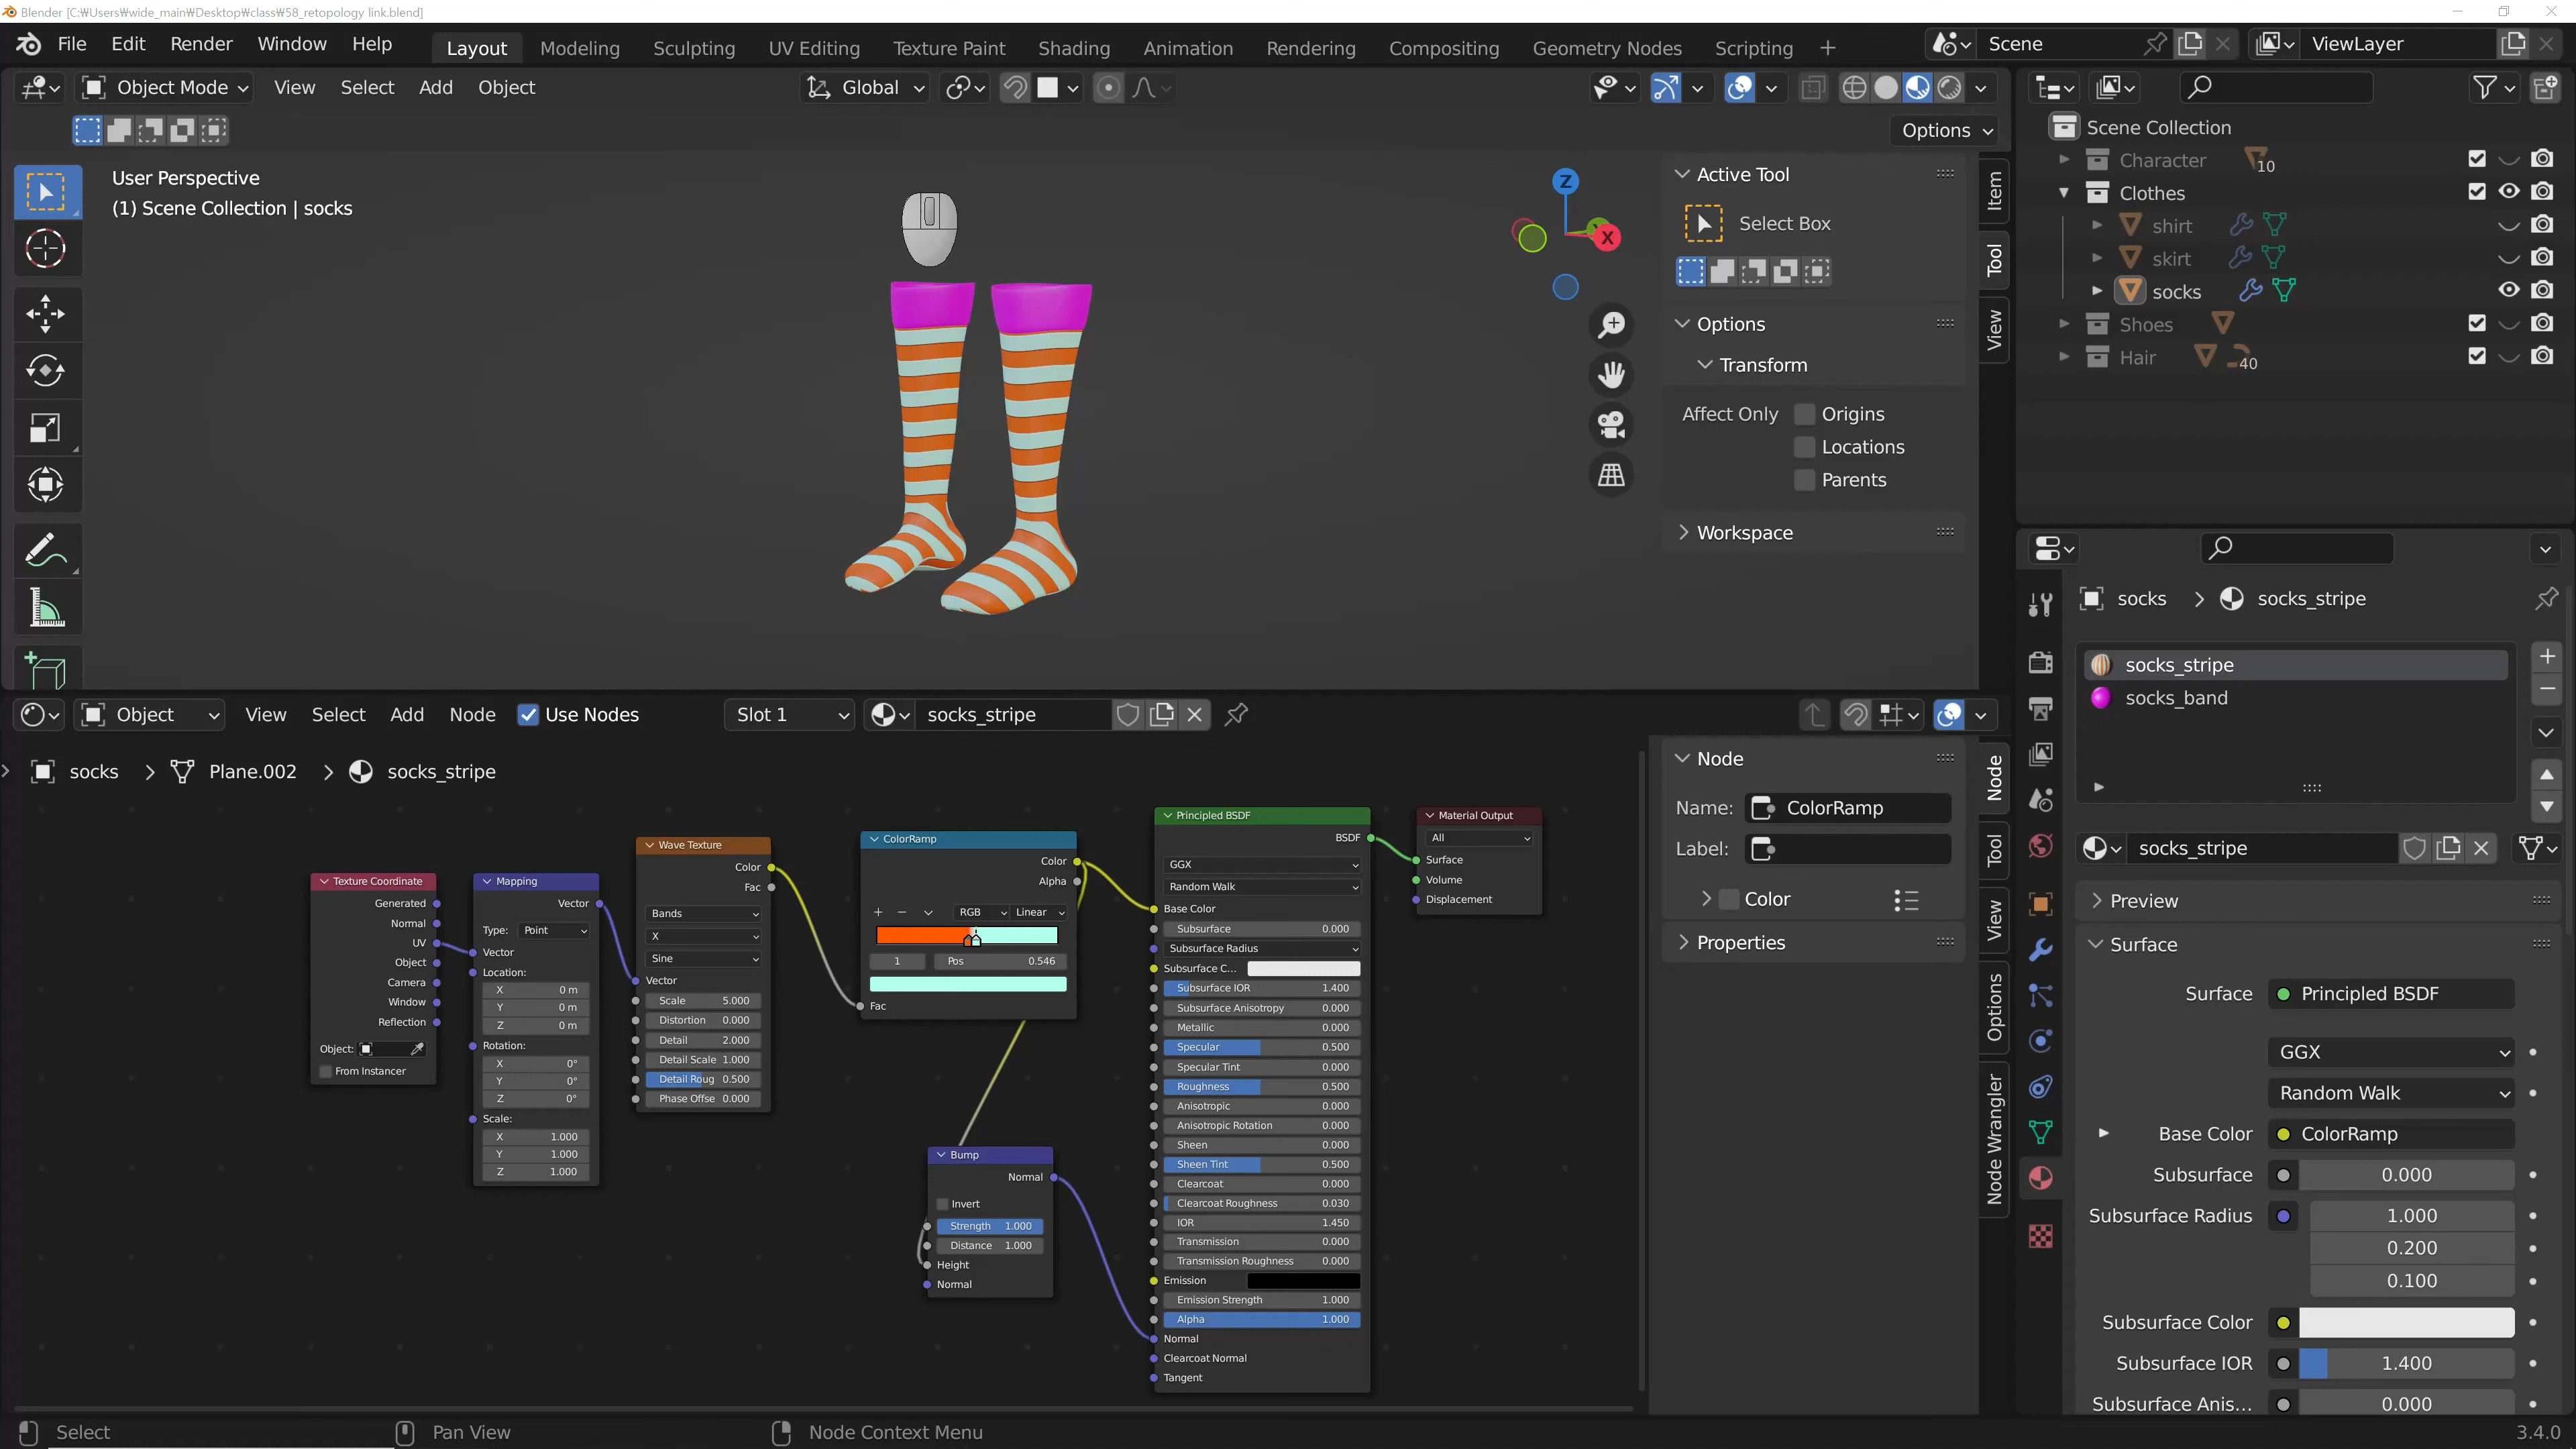 Blender [C:₩Users₩wide_main₩Desktop₩class₩58_retopology link.blend]
File Edit Render Window Help Layout Modeling Sculpting UV Editing Texture Paint Shading Animation Rendering Compositing Geometry Nodes Scripting + Scene ViewLayer
Object Mode View Select Add Object Global
Options
User Perspective
(1) Scene Collection | socks
Z
X
Active Tool
Select Box
Options
Transform
Affect Only Origins
Locations
Parents
Workspace
Item
Tool
View
Scene Collection
Character 10
Clothes
shirt
skirt
socks
Shoes
Hair 40
Object View Select Add Node Use Nodes Slot 1 socks_stripe
socks > Plane.002 > socks_stripe
Texture Coordinate
Generated
Normal
UV
Object
Camera
Window
Reflection
Object:
From Instancer
Mapping
Vector
Type: Point
Vector
Location:
X 0 m
Y 0 m
Z 0 m
Rotation:
X 0°
Y 0°
Z 0°
Scale:
X 1.000
Y 1.000
Z 1.000
Wave Texture
Color
Fac
Bands
X
Sine
Vector
Scale 5.000
Distortion 0.000
Detail 2.000
Detail Scale 1.000
Detail Roug 0.500
Phase Offse 0.000
ColorRamp
Color
Alpha
+ − RGB Linear
1 Pos 0.546
Fac
Bump
Normal
Invert
Strength 1.000
Distance 1.000
Height
Normal
Principled BSDF
BSDF
GGX
Random Walk
Base Color
Subsurface 0.000
Subsurface Radius
Subsurface C...
Subsurface IOR 1.400
Subsurface Anisotropy 0.000
Metallic 0.000
Specular 0.500
Specular Tint 0.000
Roughness 0.500
Anisotropic 0.000
Anisotropic Rotation 0.000
Sheen 0.000
Sheen Tint 0.500
Clearcoat 0.000
Clearcoat Roughness 0.030
IOR 1.450
Transmission 0.000
Transmission Roughness 0.000
Emission
Emission Strength 1.000
Alpha 1.000
Normal
Clearcoat Normal
Tangent
Material Output
All
Surface
Volume
Displacement
Node
Name: ColorRamp
Label:
Color
Properties
Node
Tool
View
Options
Node Wrangler
socks > socks_stripe
socks_stripe
socks_band
socks_stripe
Preview
Surface
Surface Principled BSDF
GGX
Random Walk
Base Color ColorRamp
Subsurface 0.000
Subsurface Radius 1.000
0.200
0.100
Subsurface Color
Subsurface IOR 1.400
Subsurface Anis... 0.000
Select Pan View Node Context Menu 3.4.0